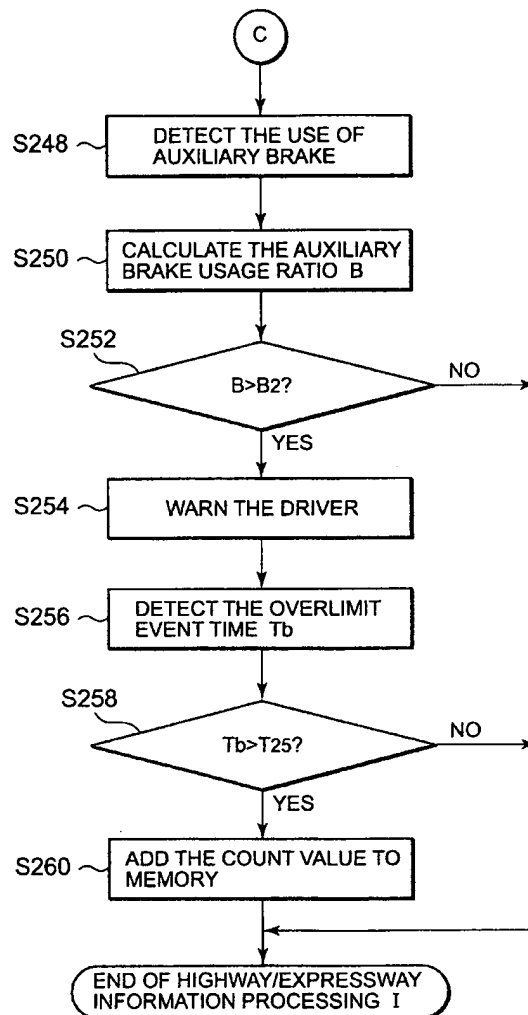 C
S248
DETECT THE USE OF
AUXILIARY BRAKE
S250
CALCULATE THE AUXILIARY
BRAKE USAGE RATIO B
S252
B>B2?
NO
YES
S254
WARN THE DRIVER
S256
DETECT THE OVERLIMIT
EVENT TIME Tb
S258
Tb>T25?
NO
YES
S260
ADD THE COUNT VALUE TO
MEMORY
END OF HIGHWAY/EXPRESSWAY
INFORMATION PROCESSING I